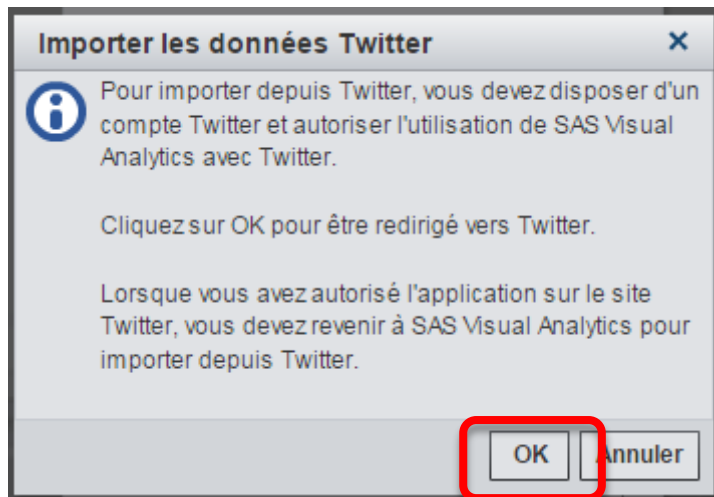 Importer les données Twitter
Pour importer depuis Twitter, vous devez disposer d'un
compte Twitter et autoriser l'utilisation de SAS Visual
Analytics avec Twitter.
Cliquez sur OK pour être redirigé vers Twitter.
Lorsque vous avez autorisé l'application sur le site
Twitter, vous devez revenir à SAS Visual Analytics pour
importer depuis Twitter.
OK Annuler